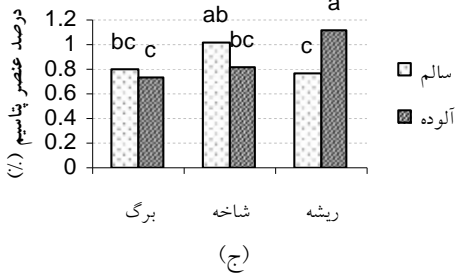 درصد عنصر پتاسیم (٪)
1.2
1
0.8
0.6
0.4
0.2
0
bc c ab bc c a
برگ شاخه ریشه
سالم
آلوده
(ج)